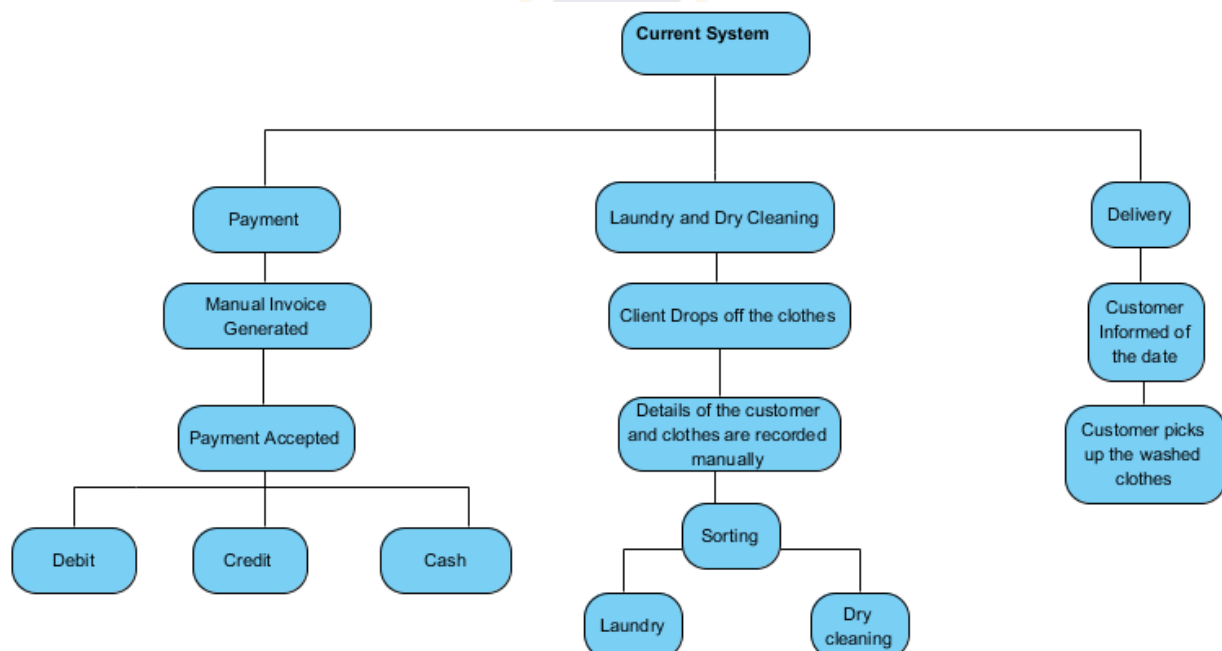 Current System
Payment
Laundry and Dry Cleaning
Delivery
Manual Invoice
Generated
Client Drops off the clothes
Customer
Informed of
the date
Payment Accepted
Details of the customer
and clothes are recorded
manually
Customer picks
up the washed
clothes
Debit
Credit
Cash
Sorting
Laundry
Dry
cleaning